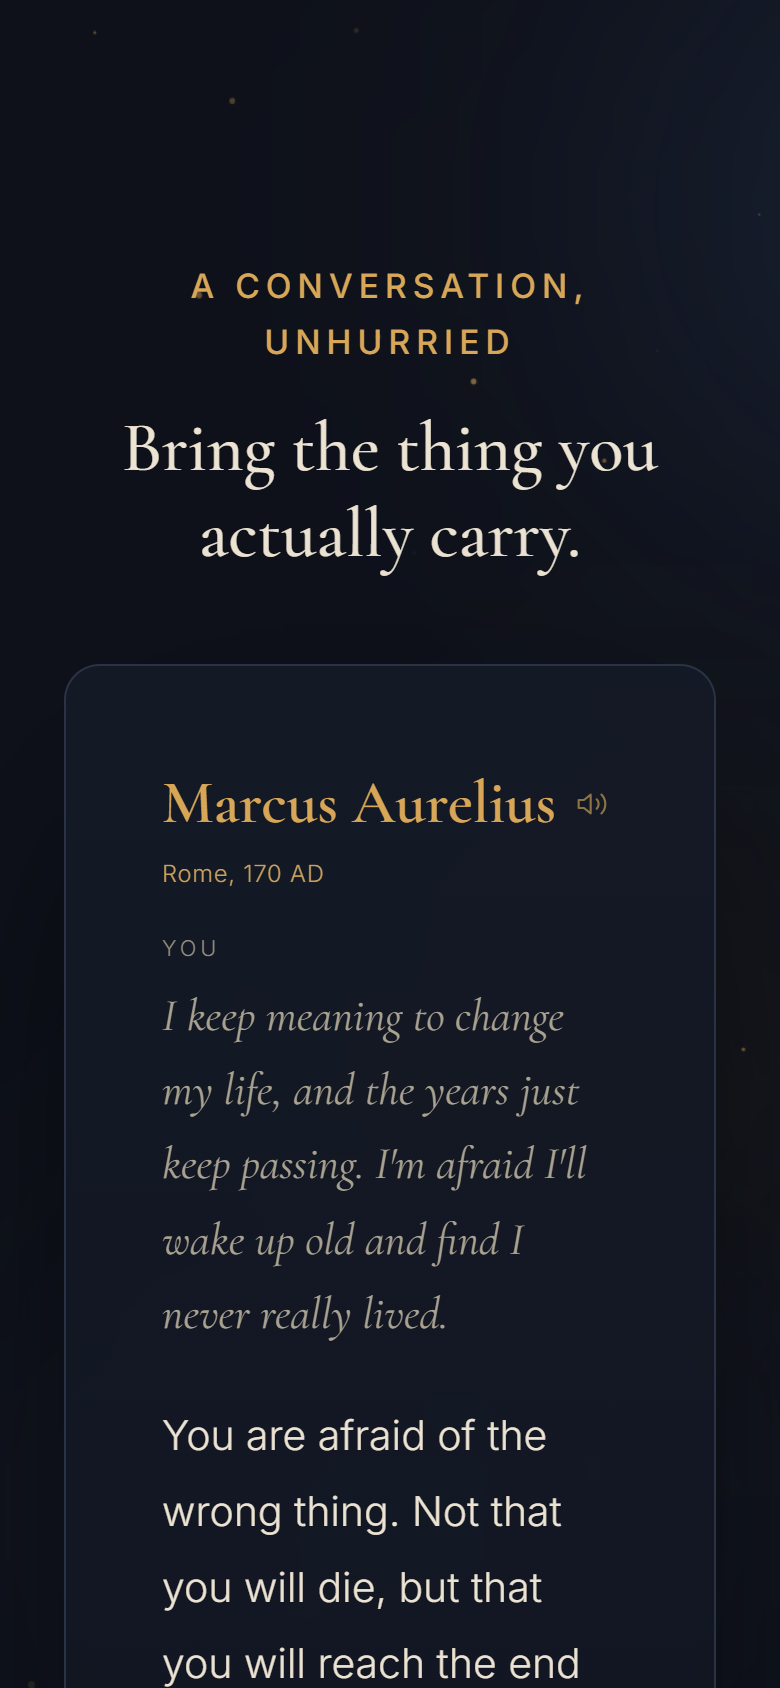 A CONVERSATION,
UNHURRIED
Bring the thing you
actually carry.
Marcus Aurelius
Rome, 170 AD
YOU
I keep meaning to change
my life, and the years just
keep passing. I'm afraid I'll
wake up old and find I
never really lived.
You are afraid of the
wrong thing. Not that
you will die, but that
you will reach the end